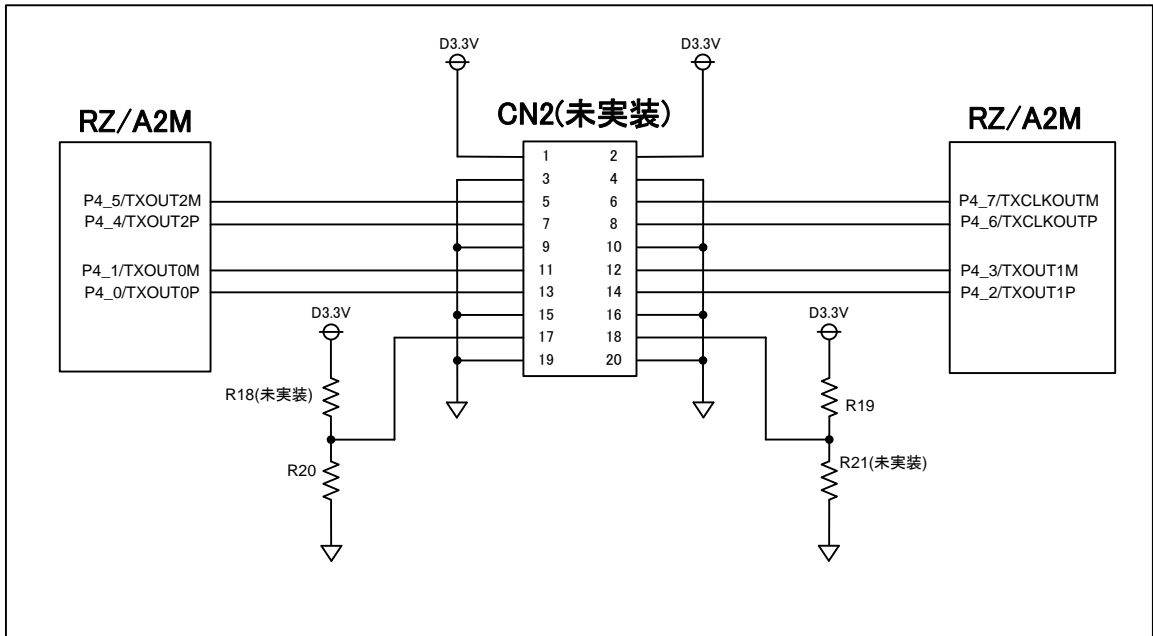 D3.3V
D3.3V
CN2(未実装)
RZ/A2M
RZ/A2M
1 2
3 4
P4_5/TXOUT2M 5 6 P4_7/TXCLKOUTM
P4_4/TXOUT2P 7 8 P4_6/TXCLKOUTP
9 10
P4_1/TXOUT0M 11 12 P4_3/TXOUT1M
P4_0/TXOUT0P 13 14 P4_2/TXOUT1P
D3.3V 15 16 D3.3V
17 18
19 20
R18(未実装)
R19
R20
R21(未実装)